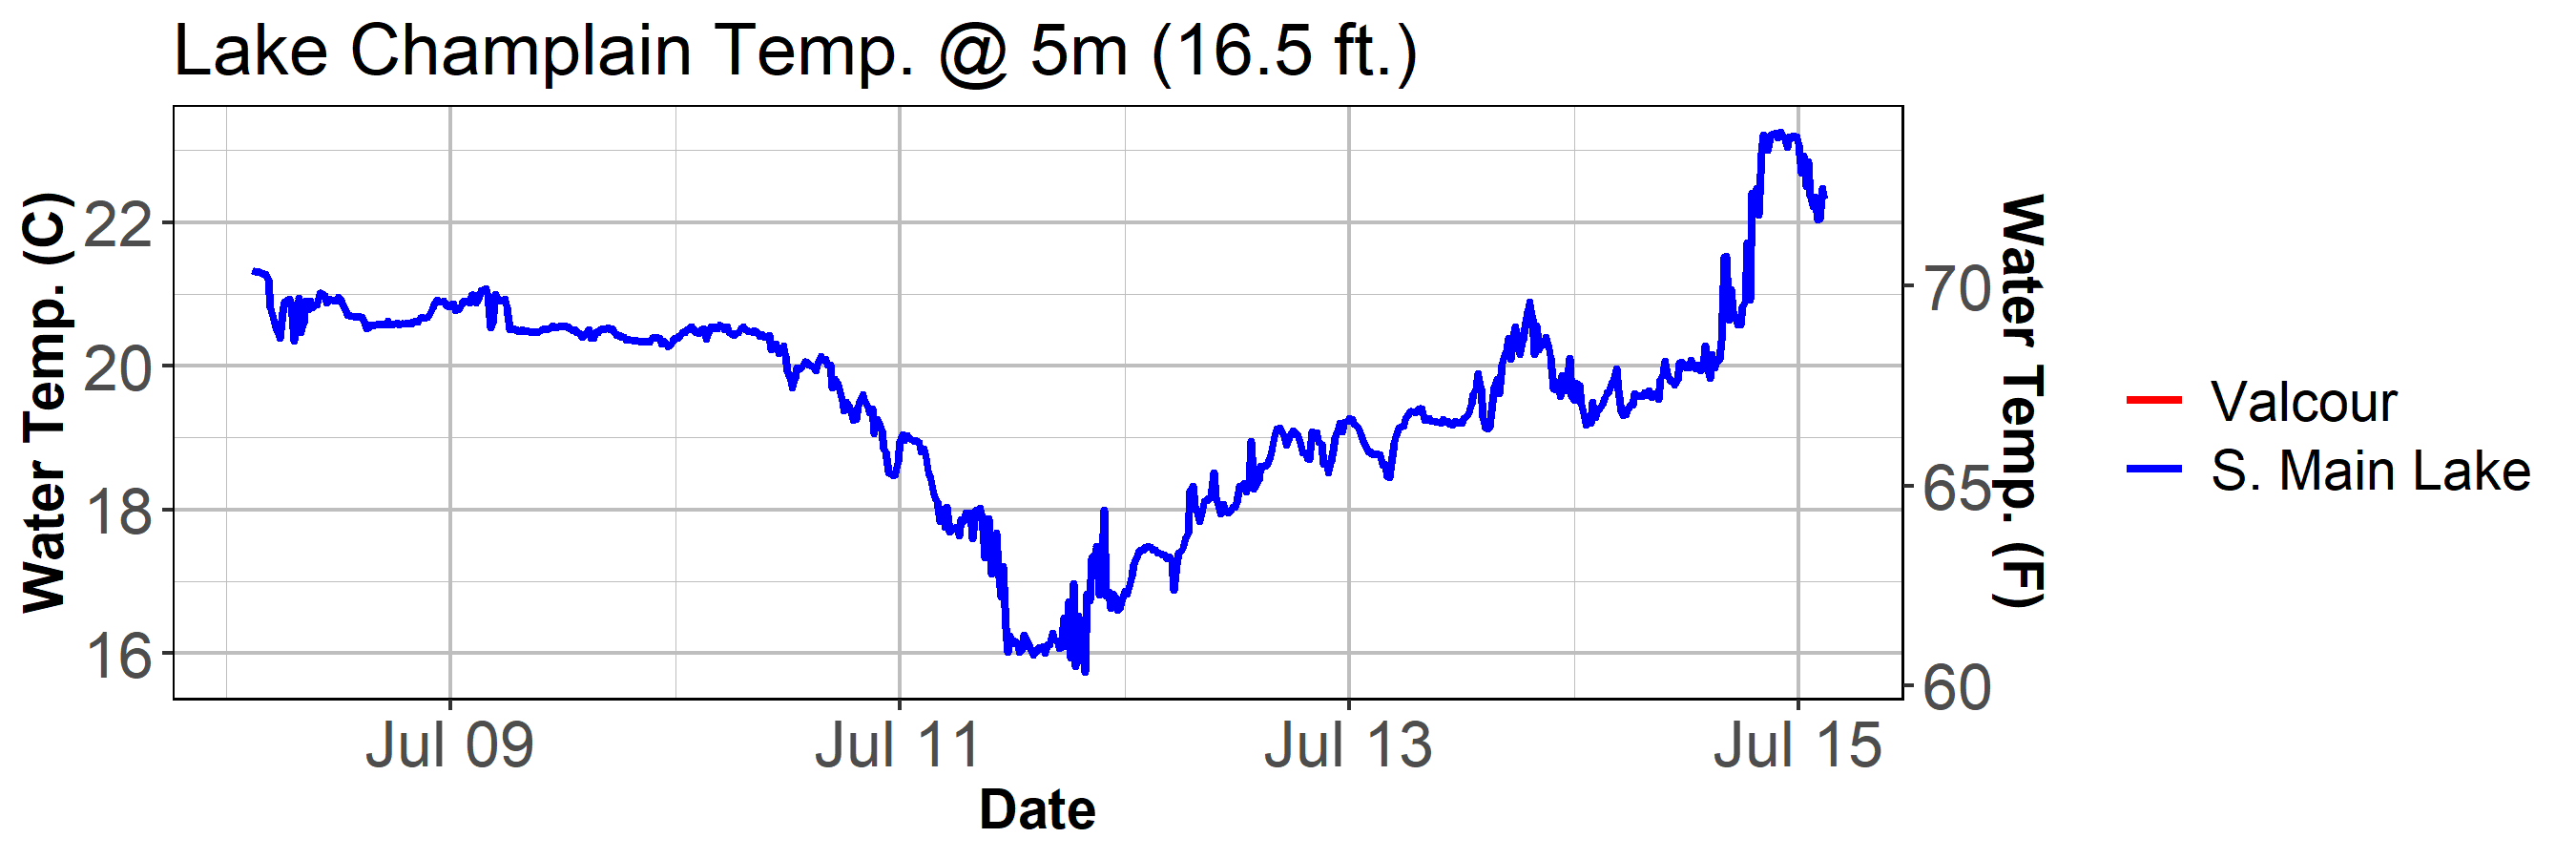 Lake Champlain Temp. @ 5m (16.5 ft.)
Water Temp. (C)
22
20
18
16
Water Temp. (F)
70
65
60
Jul 09
Jul 11
Jul 13
Jul 15
Date
Valcour
S. Main Lake